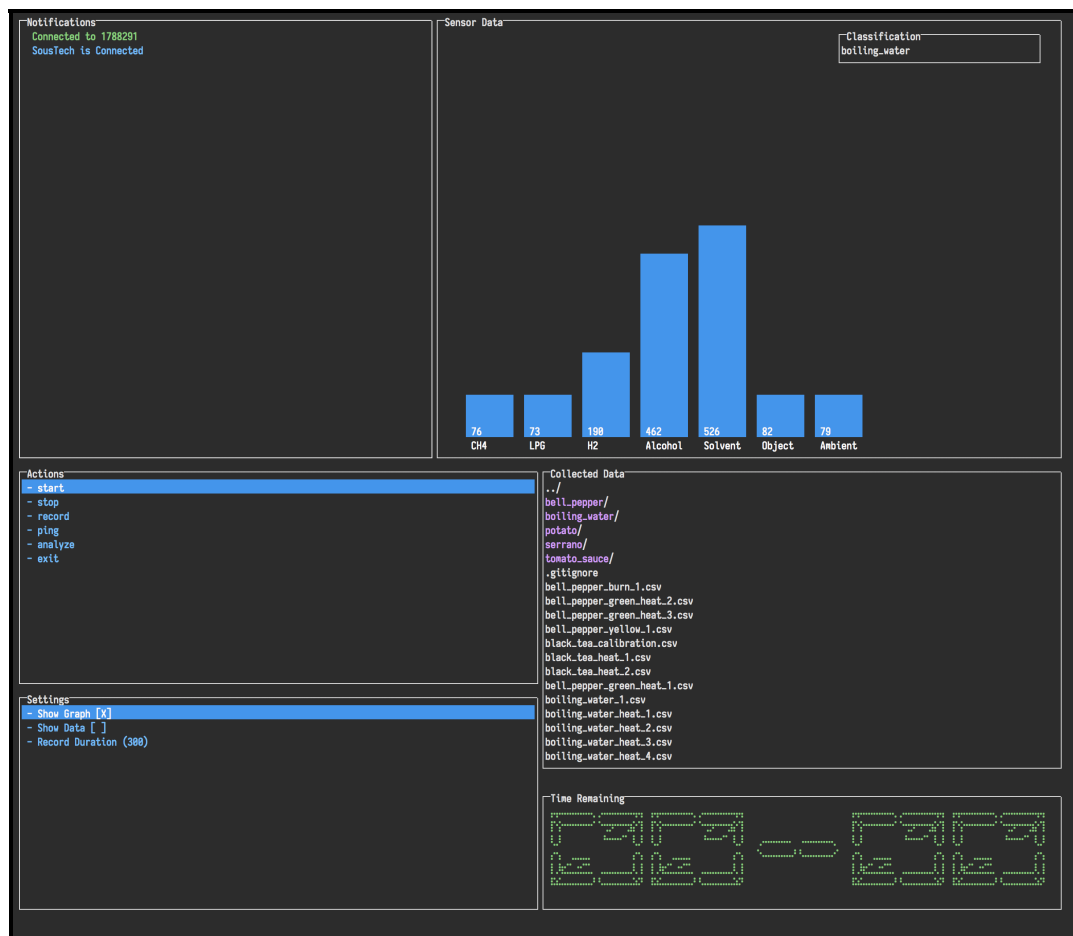 Notifications
Connected to 1788291
SousTech is Connected
Sensor Data
Classification
boiling_water
76 73 190 462 526 82 79
CH4 LPG H2 Alcohol Solvent Object Ambient
Actions
- start
- stop
- record
- ping
- analyze
- exit
Settings
- Show Graph [X]
- Show Data [ ]
- Record Duration (300)
Collected Data
../
bell_pepper/
boiling_water/
potato/
serrano/
tomato_sauce/
.gitignore
bell_pepper_burn_1.csv
bell_pepper_green_heat_2.csv
bell_pepper_green_heat_3.csv
bell_pepper_yellow_1.csv
black_tea_calibration.csv
black_tea_heat_1.csv
black_tea_heat_2.csv
bell_pepper_green_heat_1.csv
boiling_water_1.csv
boiling_water_heat_1.csv
boiling_water_heat_2.csv
boiling_water_heat_3.csv
boiling_water_heat_4.csv
Time Remaining